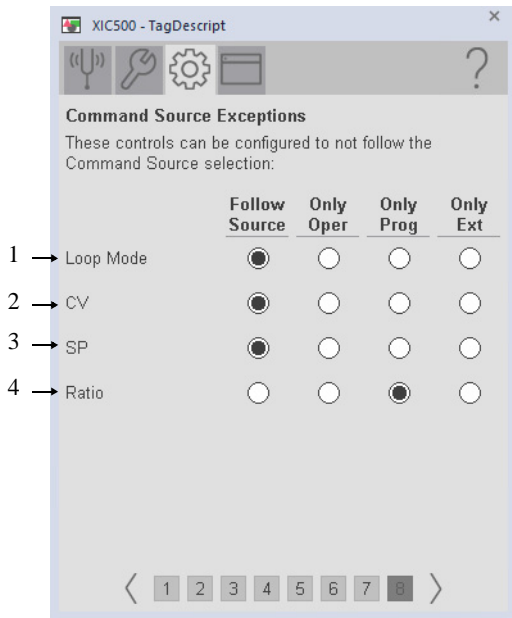 XIC500 - TagDescript
Command Source Exceptions
These controls can be configured to not follow the
Command Source selection:
Follow Source Only Oper Only Prog Only Ext
1 Loop Mode
2 CV
3 SP
4 Ratio
1 2 3 4 5 6 7 8